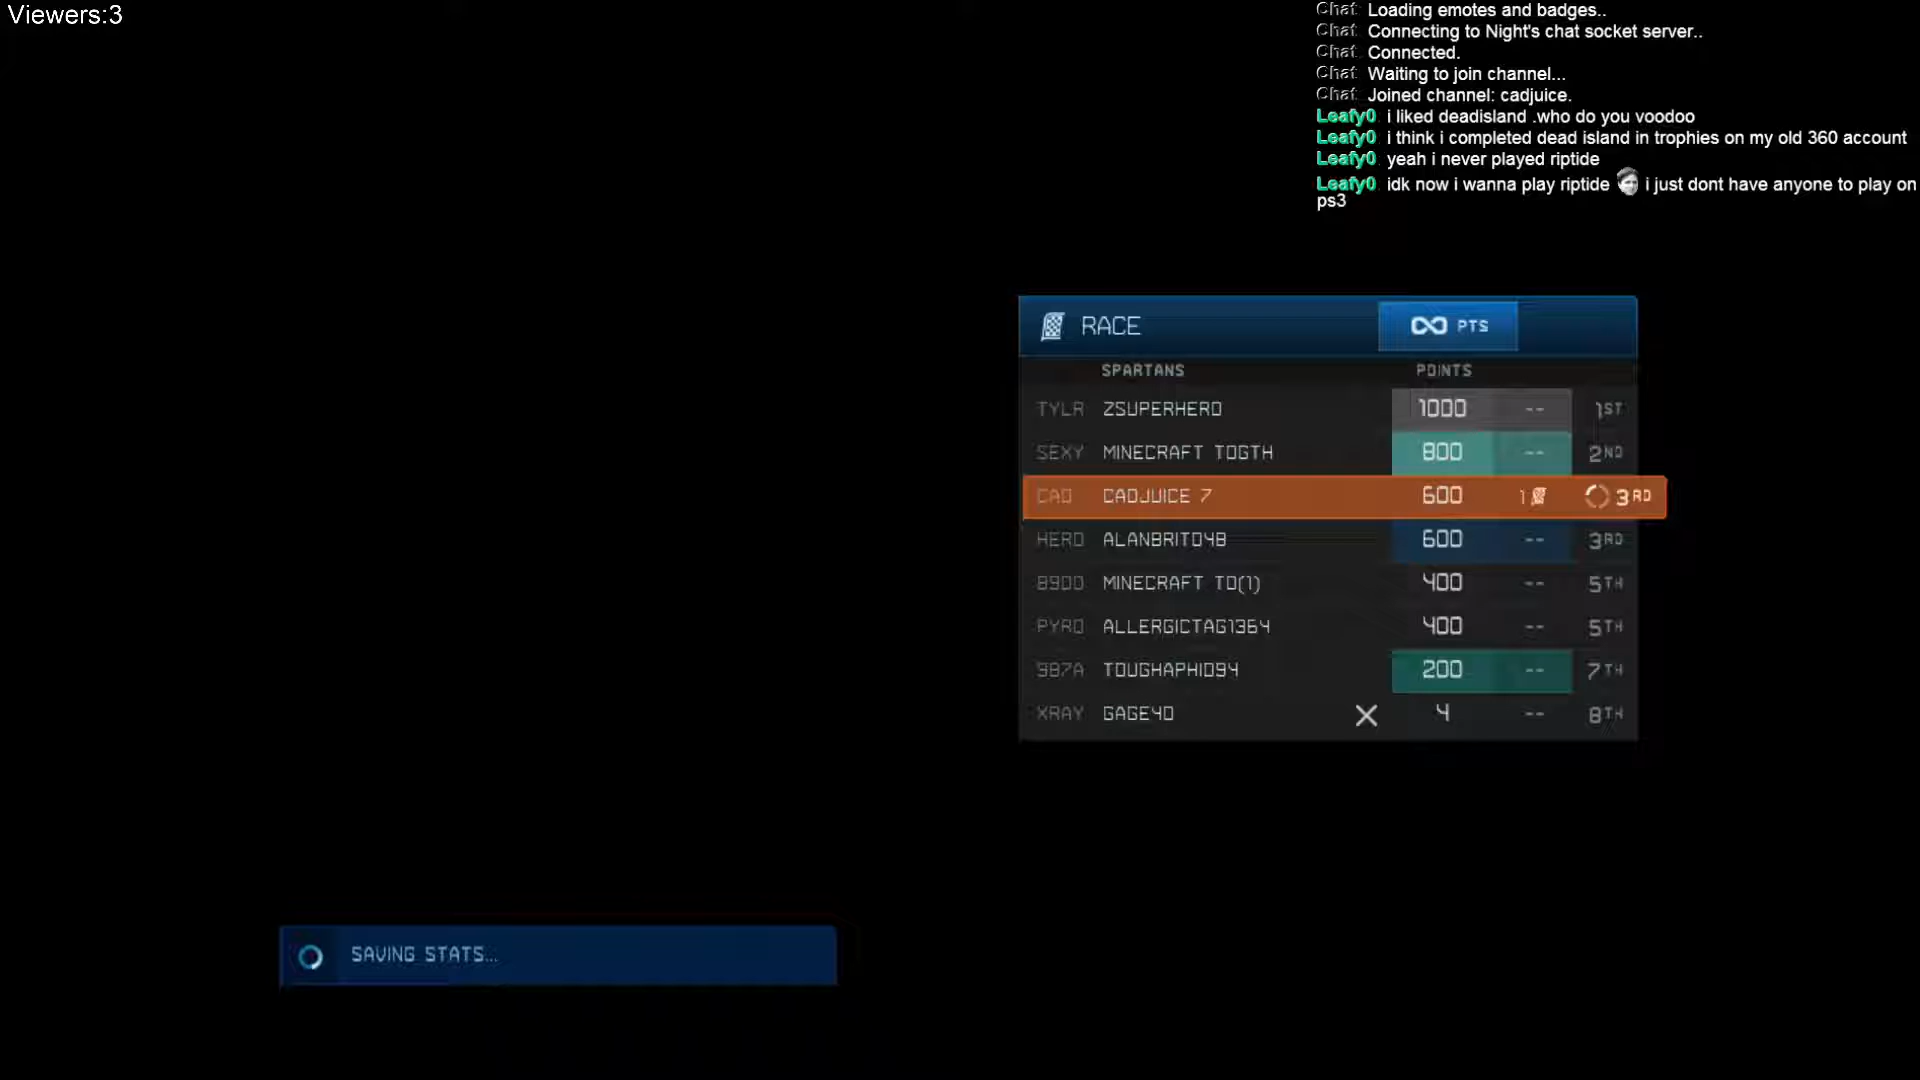 Viewers:3
Chat: Loading emotes and badges..
Chat: Connecting to Night's chat socket server..
Chat: Connected.
Chat: Waiting to join channel...
Chat: Joined channel: cadjuice.
Leafy0: i liked deadisland .who do you voodoo
Leafy0: i think i completed dead island in trophies on my old 360 account
Leafy0: yeah i never played riptide
Leafy0: idk now i wanna play riptide i just dont have anyone to play on
ps3
RACE ∞ PTS
SPARTANS POINTS
TYLR ZSUPERHERO 1000 -- 1ST
SEXY MINECRAFT TOGTH 800 -- 2ND
CAD CADJUICE 7 600 1 3RD
HERO ALANBRITO48 600 -- 3RD
890D MINECRAFT TO(1) 400 -- 5TH
PYRO ALLERGICTAG1364 400 -- 5TH
9B7A TOUGHAPHID94 200 -- 7TH
XRAY GAGE40 4 -- 8TH
SAVING STATS...